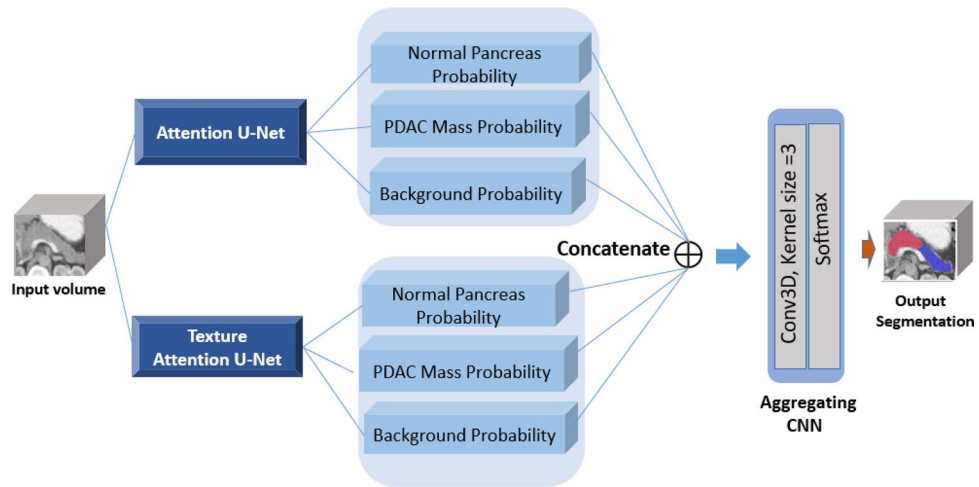 Normal Pancreas
Probability
Attention U-Net
PDAC Mass Probability
Background Probability
Input volume
Concatenate
Normal Pancreas
Probability
Texture
Attention U-Net
PDAC Mass Probability
Background Probability
Conv3D, Kernel size =3
Softmax
Aggregating
CNN
Output
Segmentation